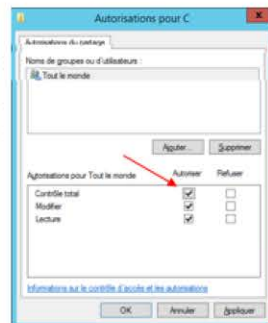 Autorisations pour C
Autorisations du partage
Noms de groupes ou d'utilisateurs :
Tout le monde
Ajouter... Supprimer
Autorisations pour Tout le monde Autoriser Refuser
Contrôle total
Modifier
Lecture
Informations sur le contrôle d'accès et les autorisations
OK Annuler Appliquer